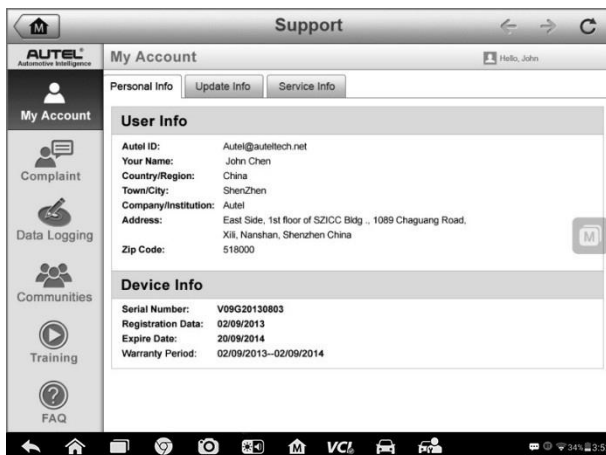 Support
AUTEL®
Automotive Intelligence
My Account
Hello, John
Personal Info
Update Info
Service Info
My Account
Complaint
Data Logging
Communities
Training
FAQ
User Info
Autel ID: Autel@auteltech.net
Your Name: John Chen
Country/Region: China
Town/City: ShenZhen
Company/Institution: Autel
Address: East Side, 1st floor of SZICC Bldg ., 1089 Chaguang Road,
Xili, Nanshan, Shenzhen China
Zip Code: 518000
Device Info
Serial Number: V09G20130803
Registration Data: 02/09/2013
Expire Date: 20/09/2014
Warranty Period: 02/09/2013--02/09/2014
M
M
M
VCI
34%